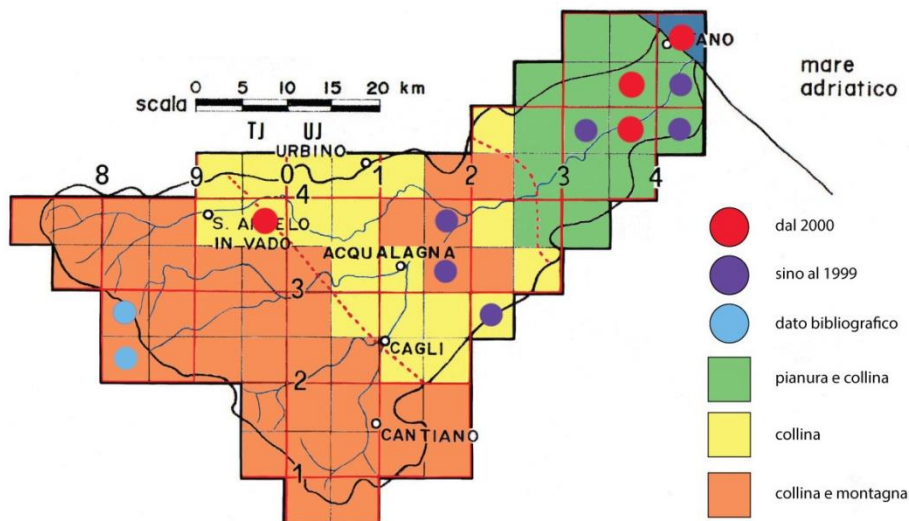 FANO
mare
adriatico
scala 0 5 10 20 km
TJ UJ
URBINO
8 9 0 1 2 3 4
4
S. ANGELO
IN VADO
ACQUALAGNA
3
CAGLI
2
CANTIANO
1
dal 2000
sino al 1999
dato bibliografico
pianura e collina
collina
collina e montagna